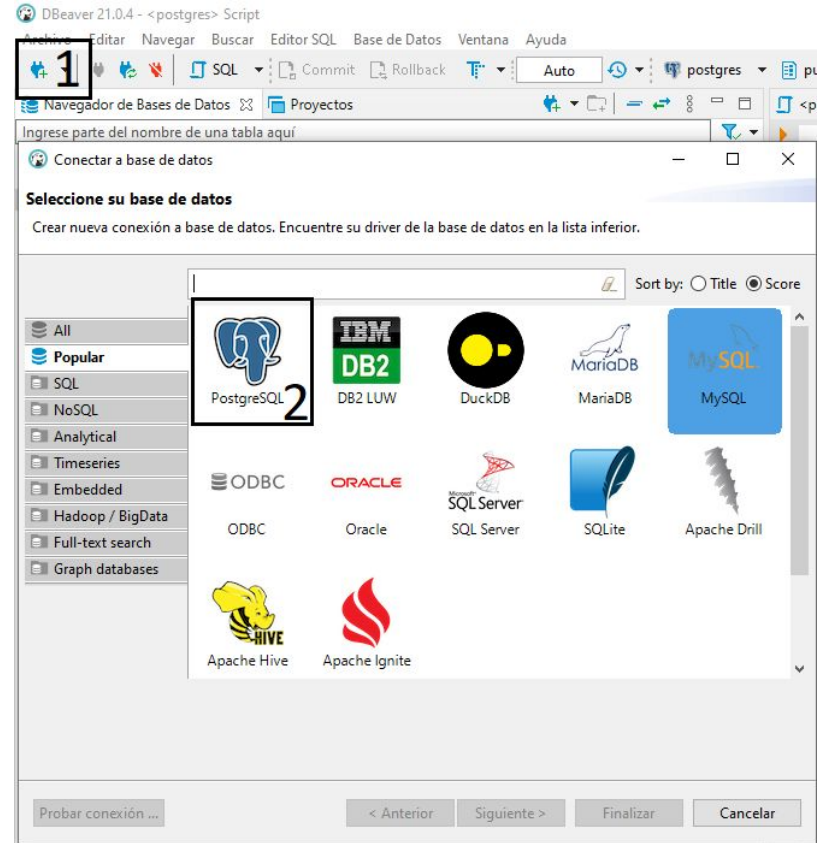 DBeaver 21.0.4 - <postgres> Script
Archivo Editar Navegar Buscar Editor SQL Base de Datos Ventana Ayuda
1
SQL Commit Rollback Auto postgres pu
Navegador de Bases de Datos Proyectos <p
Ingrese parte del nombre de una tabla aquí
Conectar a base de datos
Seleccione su base de datos
Crear nueva conexión a base de datos. Encuentre su driver de la base de datos en la lista inferior.
Sort by: Title Score
All
Popular
SQL
NoSQL
Analytical
Timeseries
Embedded
Hadoop / BigData
Full-text search
Graph databases
IBM
DB2
MariaDB
MySQL
PostgreSQL 2 DB2 LUW DuckDB MariaDB MySQL
ODBC ORACLE Microsoft SQL Server
ODBC Oracle SQL Server SQLite Apache Drill
HIVE
Apache Hive Apache Ignite
Probar conexión ... < Anterior Siguiente > Finalizar Cancelar